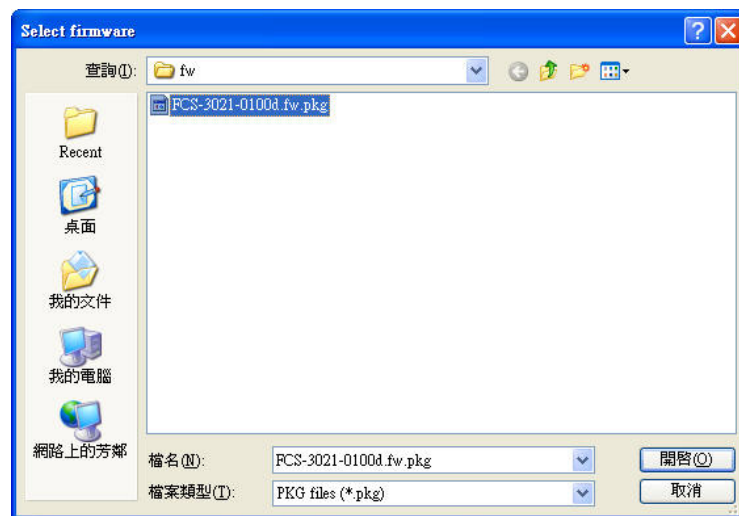 Select firmware
查詢(I):
fw
FCS-3021-0100d.fw.pkg
Recent
桌面
我的文件
我的電腦
網路上的芳鄰
檔名(N):
FCS-3021-0100d.fw.pkg
開啓(O)
檔案類型(T):
PKG files (*.pkg)
取消